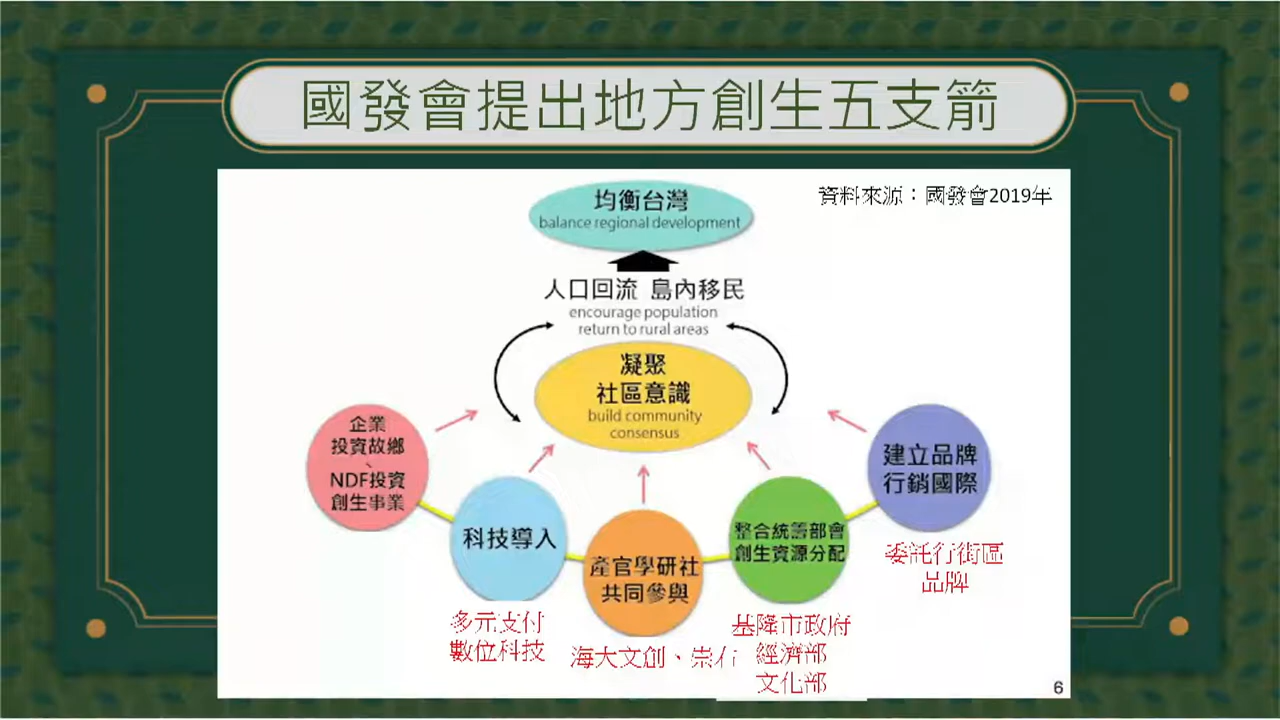 國發會提出地方創生五支箭
資料來源：國發會2019年
均衡台灣
balance regional development
人口回流 島內移民
encourage population
return to rural areas
凝聚
社區意識
build community
consensus
企業
投資故鄉
、
NDF投資
創生事業
科技導入
多元支付
數位科技
產官學研社
共同參與
海大文創、崇右
整合統籌部會
創生資源分配
基隆市政府
經濟部
文化部
建立品牌
行銷國際
委託行街區
品牌
6